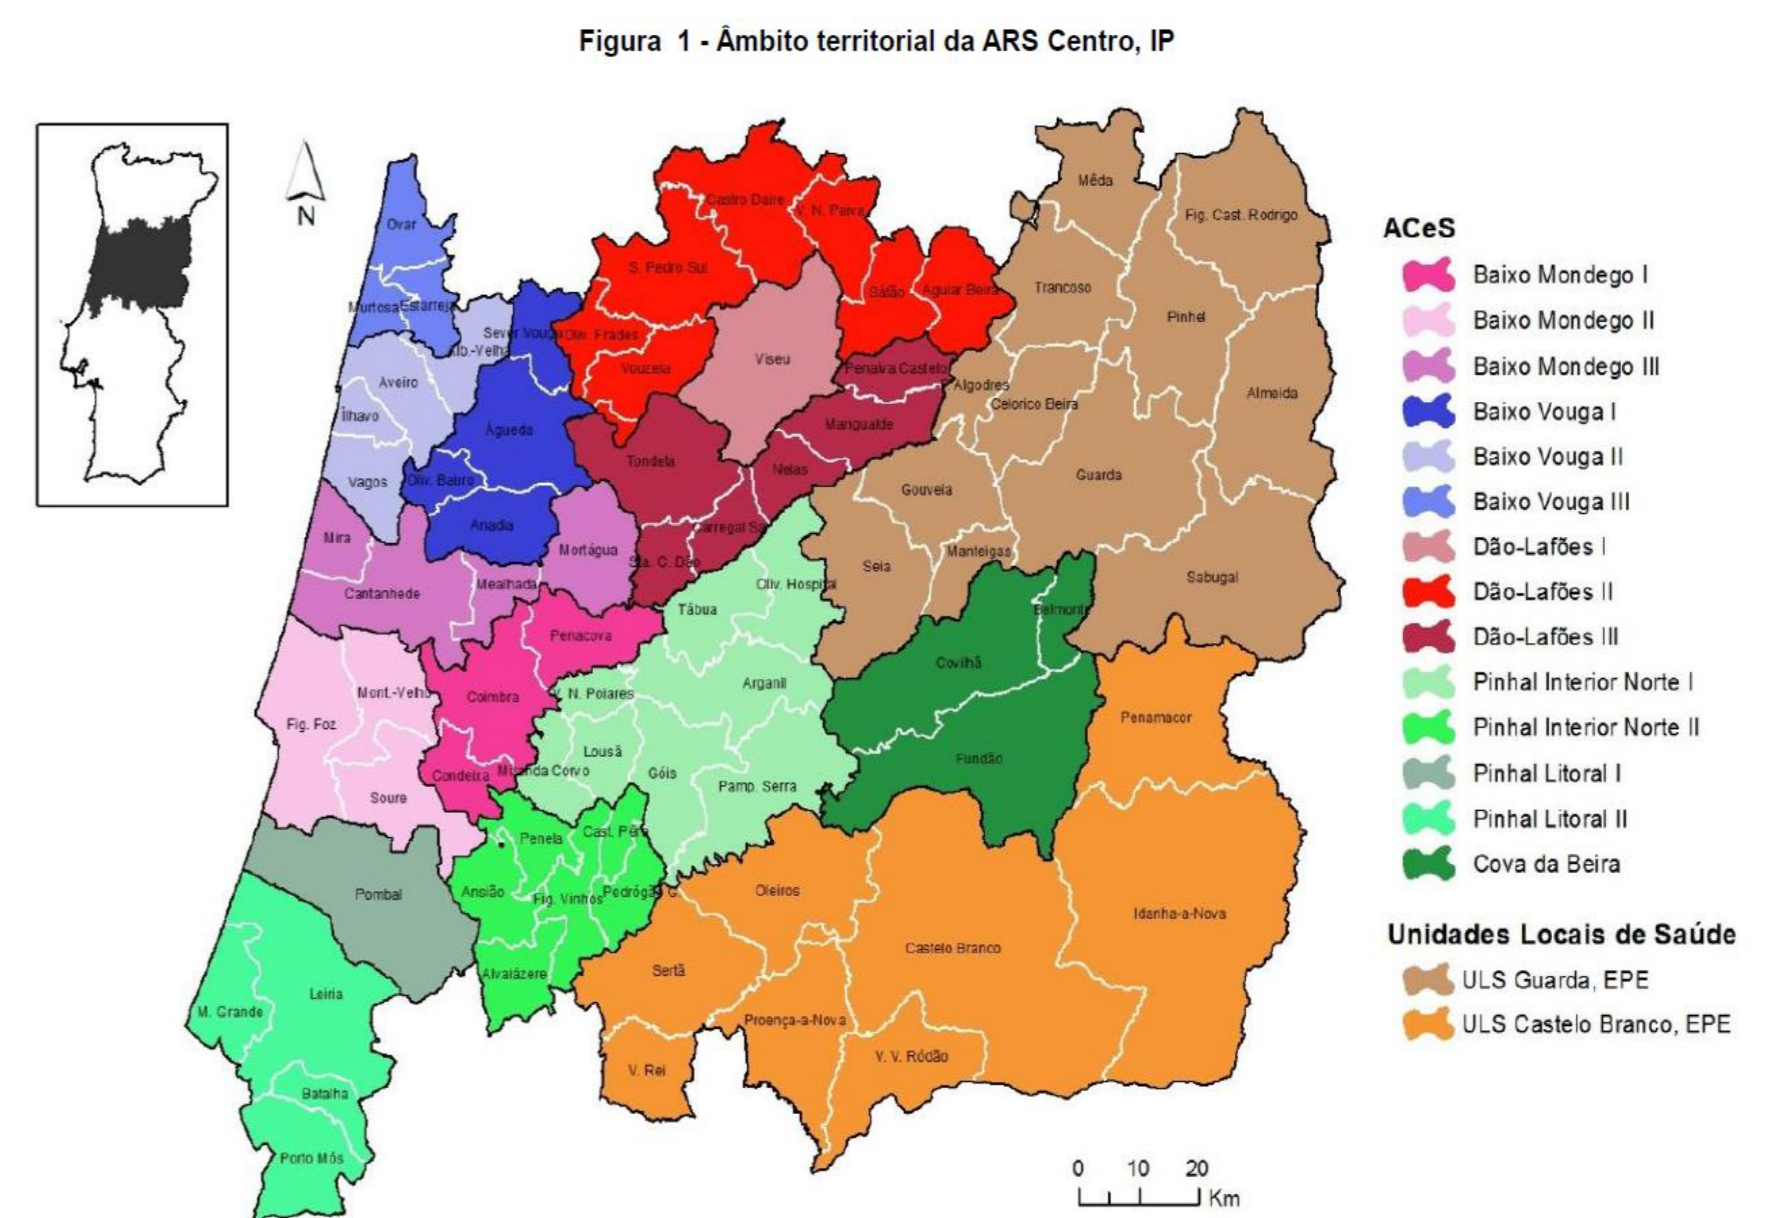 Figura 1 - Âmbito territorial da ARS Centro, IP
N
Mêda
Castro Daire
V. N. Paiva
Fig. Cast. Rodrigo
Ovar
S. Pedro Sul
Trancoso
Sátão
Aguiar Beira
Murtosa
Estarreja
Pinhel
Sever Vouga
Oliv. Frades
Alb.-Velha
Viseu
Vouzela
Penalva Castelo
Aveiro
Algodres
Almeida
Celorico Beira
Ílhavo
Águeda
Mangualde
Tondela
Nelas
Guarda
Vagos
Oliv. Bairro
Gouveia
Anadia
Carregal Sa
Mira
Mortágua
Manteigas
Sta. C. Dão
Seia
Sabugal
Mealhada
Oliv. Hospital
Cantanhede
Tábua
Belmonte
Penacova
Covilhã
Arganil
Mont.-Velho
Coimbra
V. N. Poiares
Fig. Foz
Penamacor
Lousã
Fundão
Condeixa
Miranda Corvo
Góis
Pamp. Serra
Soure
Penela
Cast. Pêra
Pombal
Ansião
Fig. Vinhos
Pedrógão G.
Oleiros
Idanha-a-Nova
Castelo Branco
Alvaiázere
Sertã
Leiria
M. Grande
Proença-a-Nova
V. V. Ródão
V. Rei
Batalha
Porto Mós
ACeS
Baixo Mondego I
Baixo Mondego II
Baixo Mondego III
Baixo Vouga I
Baixo Vouga II
Baixo Vouga III
Dão-Lafões I
Dão-Lafões II
Dão-Lafões III
Pinhal Interior Norte I
Pinhal Interior Norte II
Pinhal Litoral I
Pinhal Litoral II
Cova da Beira
Unidades Locais de Saúde
ULS Guarda, EPE
ULS Castelo Branco, EPE
0 10 20
Km